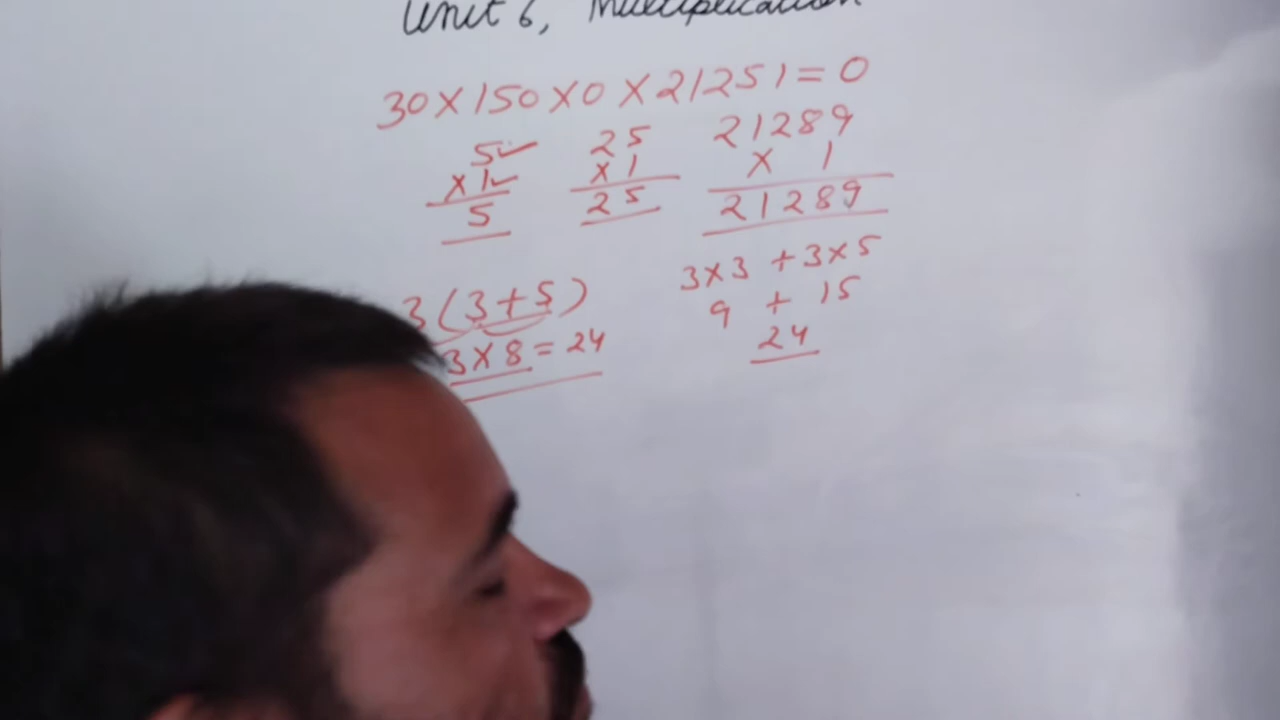 Unit 6, Multiplication
30 X 150 X 0 X 21251 = 0
5 25 21289
X 1 X 1 X 1
5 25 21289
3 (3 + 5) 3 X 3 + 3 X 5
3 X 8 = 24 9 + 15
24